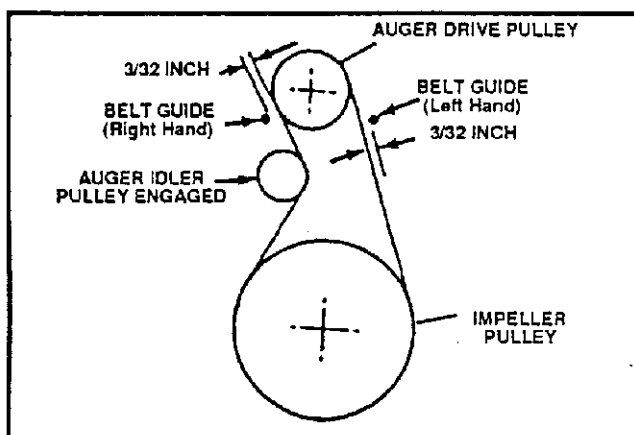 AUGER DRIVE PULLEY
3/32 INCH
BELT GUIDE
(Right Hand)
BELT GUIDE
(Left Hand)
3/32 INCH
AUGER IDLER
PULLEY ENGAGED
IMPELLER
PULLEY